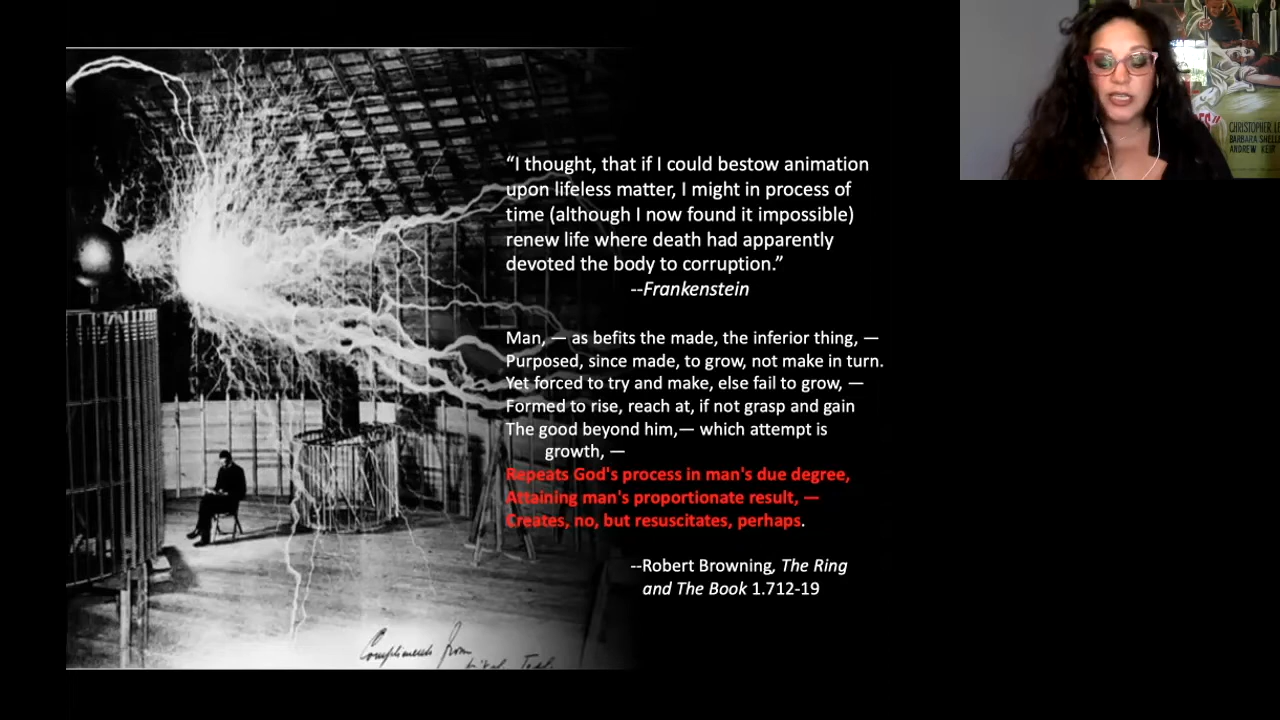 “I thought, that if I could bestow animation
upon lifeless matter, I might in process of
time (although I now found it impossible)
renew life where death had apparently
devoted the body to corruption.”
--Frankenstein
Man, — as befits the made, the inferior thing, —
Purposed, since made, to grow, not make in turn.
Yet forced to try and make, else fail to grow, —
Formed to rise, reach at, if not grasp and gain
The good beyond him,— which attempt is
growth, —
Repeats God's process in man's due degree,
Attaining man's proportionate result, —
Creates, no, but resuscitates, perhaps.
--Robert Browning, The Ring
and The Book 1.712-19
Compliments from
CHRISTOPHER
BARBARA
ANDREW KEIR